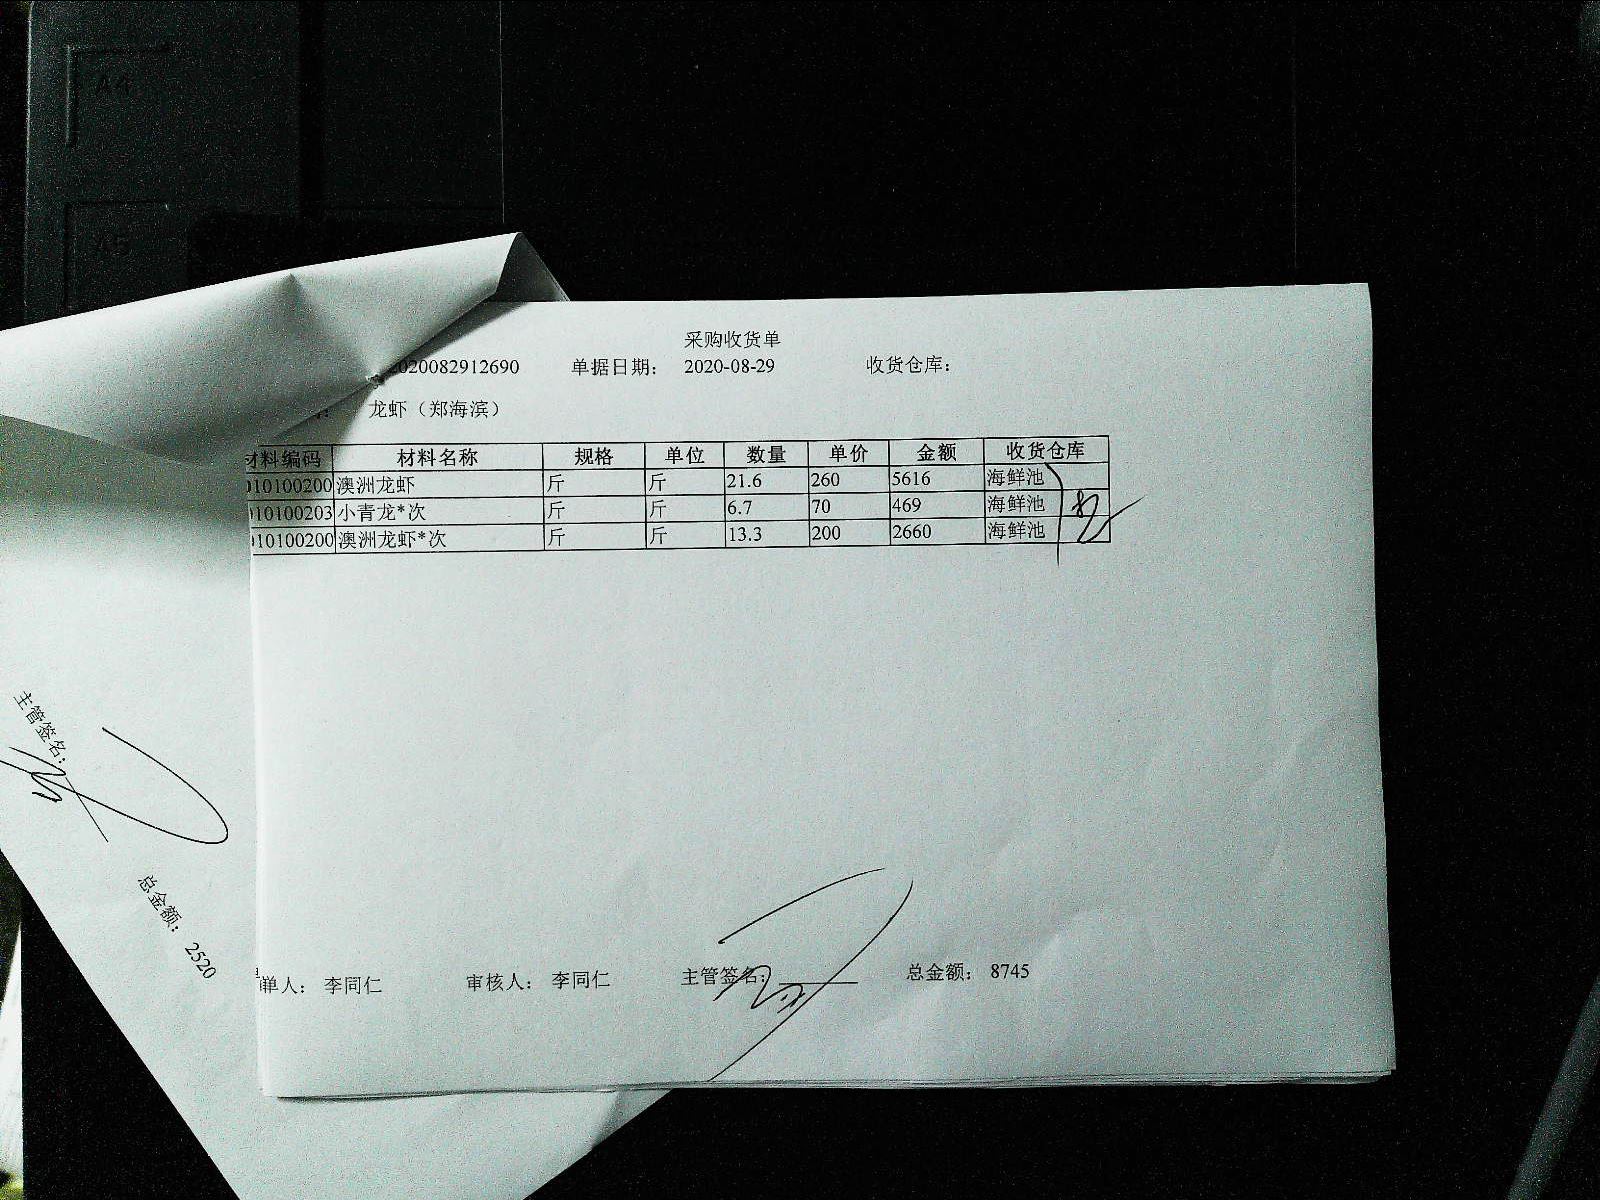 A4
A5
采购收货单
2020082912690 单据日期： 2020-08-29 收货仓库：
龙虾（郑海滨）
材料编码 材料名称 规格 单位 数量 单价 金额 收货仓库
010100200 澳洲龙虾 斤 斤 21.6 260 5616 海鲜池
010100203 小青龙*次 斤 斤 6.7 70 469 海鲜池
010100200 澳洲龙虾*次 斤 斤 13.3 200 2660 海鲜池
单人： 李同仁 审核人： 李同仁 主管签名： 总金额： 8745
主管签名：
总金额： 2520